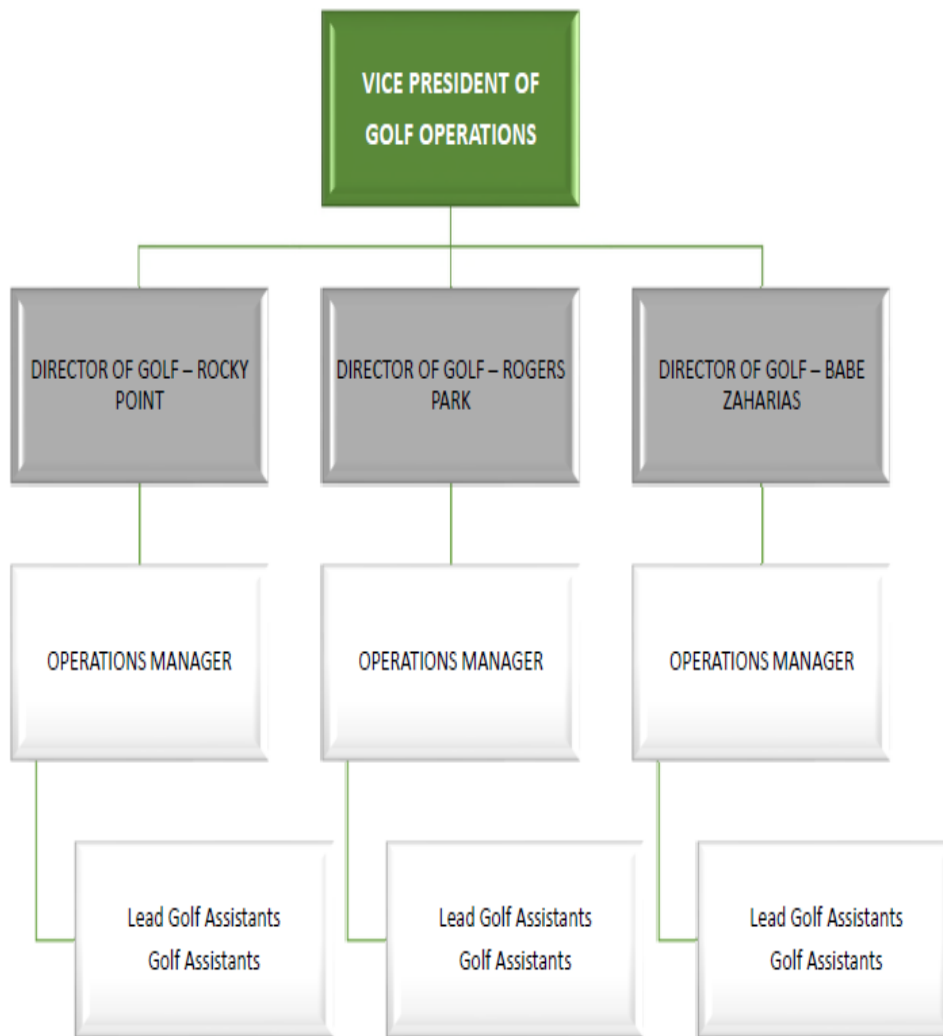 VICE PRESIDENT OF
GOLF OPERATIONS
DIRECTOR OF GOLF – ROCKY
POINT
DIRECTOR OF GOLF – ROGERS
PARK
DIRECTOR OF GOLF – BABE
ZAHARIAS
OPERATIONS MANAGER
OPERATIONS MANAGER
OPERATIONS MANAGER
Lead Golf Assistants
Golf Assistants
Lead Golf Assistants
Golf Assistants
Lead Golf Assistants
Golf Assistants